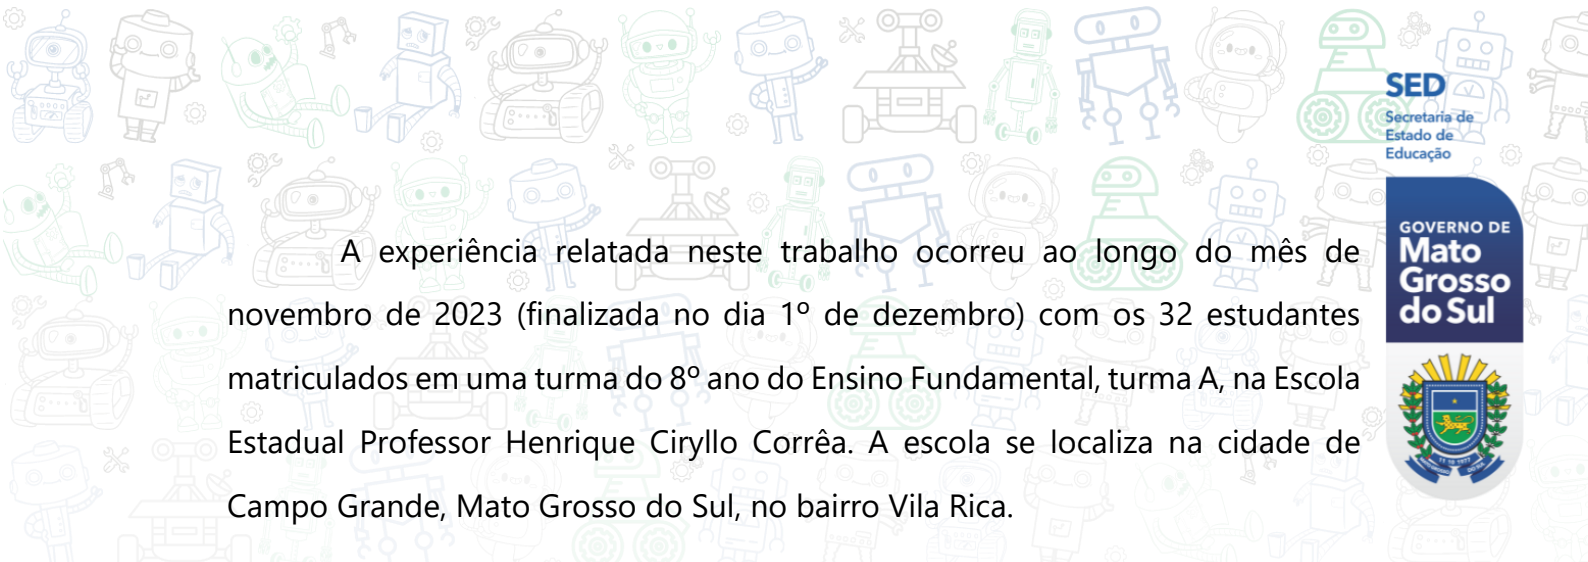 SED
Secretaria de
Estado de
Educação
GOVERNO DE
Mato
Grosso
do Sul
A experiência relatada neste trabalho ocorreu ao longo do mês de
novembro de 2023 (finalizada no dia 1º de dezembro) com os 32 estudantes
matriculados em uma turma do 8º ano do Ensino Fundamental, turma A, na Escola
Estadual Professor Henrique Ciryllo Corrêa. A escola se localiza na cidade de
Campo Grande, Mato Grosso do Sul, no bairro Vila Rica.